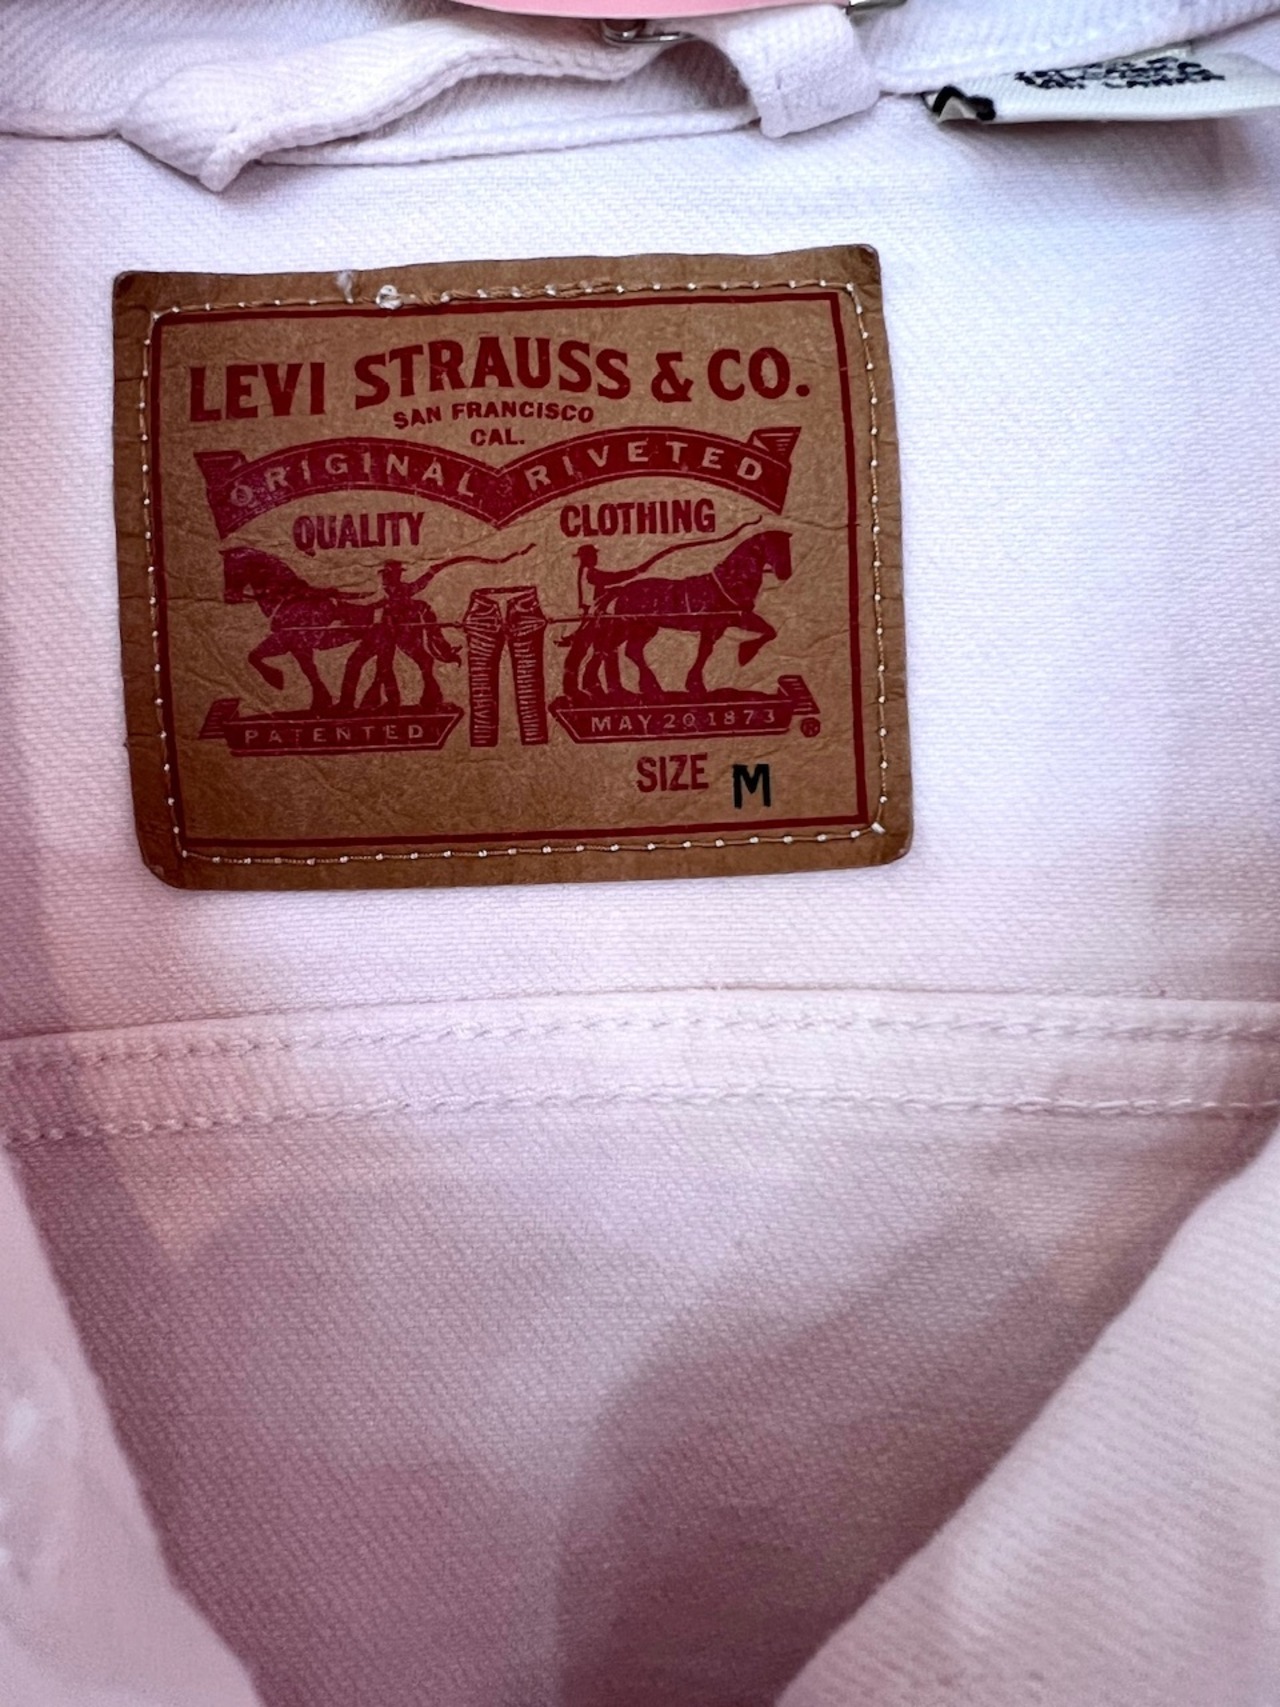 LEVI STRAUSS & CO.
SAN FRANCISCO
CAL.
ORIGINAL RIVETED
QUALITY CLOTHING
PATENTED MAY 20 1873 ®
SIZE M